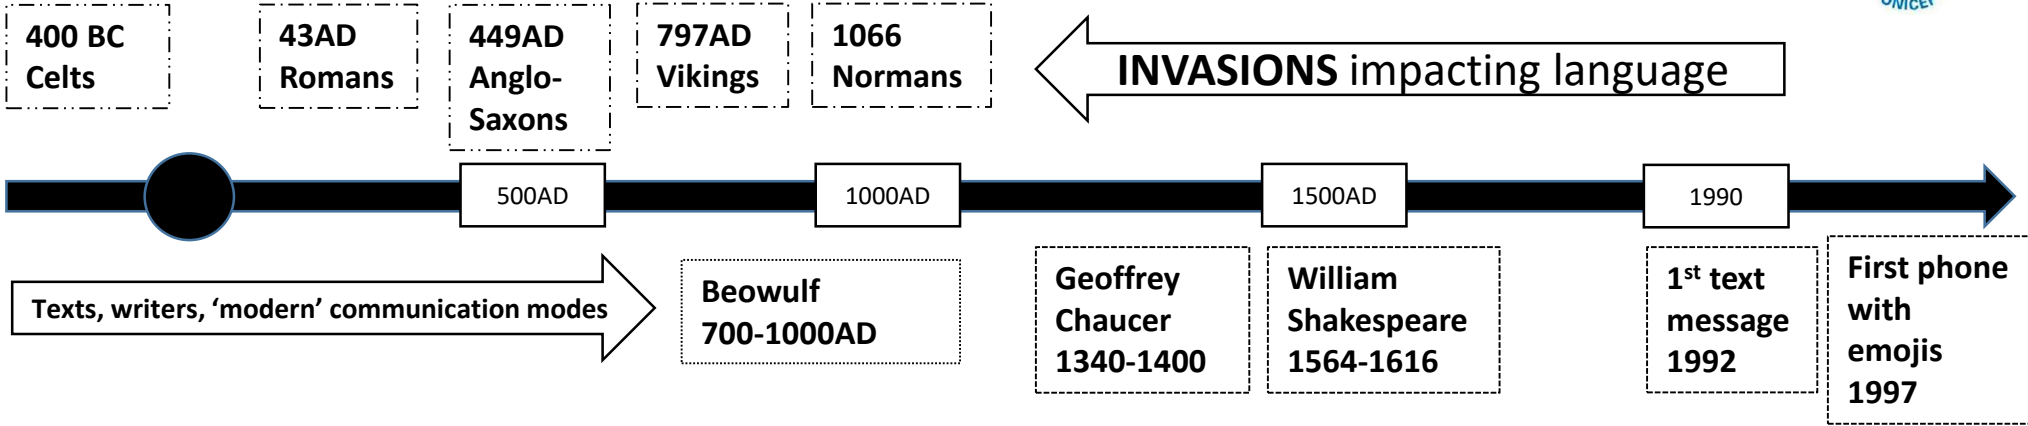 400 BC
Celts
43AD
Romans
449AD
Anglo-
Saxons
797AD
Vikings
1066
Normans
INVASIONS impacting language
500AD
1000AD
1500AD
1990
Texts, writers, ‘modern’ communication modes
Beowulf
700-1000AD
Geoffrey
Chaucer
1340-1400
William
Shakespeare
1564-1616
1st text
message
1992
First phone
with
emojis
1997